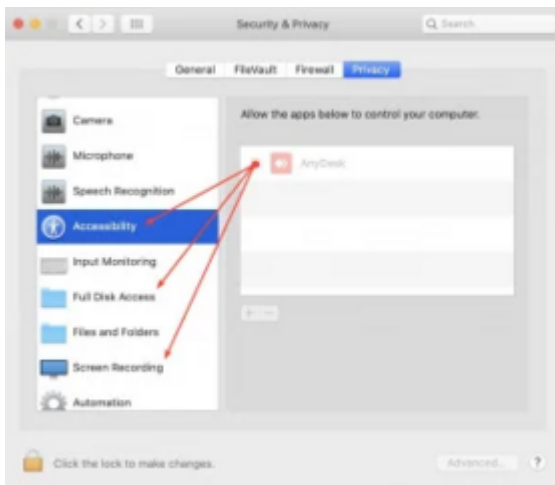 Security & Privacy
Search
General FileVault Firewall Privacy
Camera
Microphone
Speech Recognition
Accessibility
Input Monitoring
Full Disk Access
Files and Folders
Screen Recording
Automation
Allow the apps below to control your computer.
AnyDesk
+ −
Click the lock to make changes.
Advanced...
?